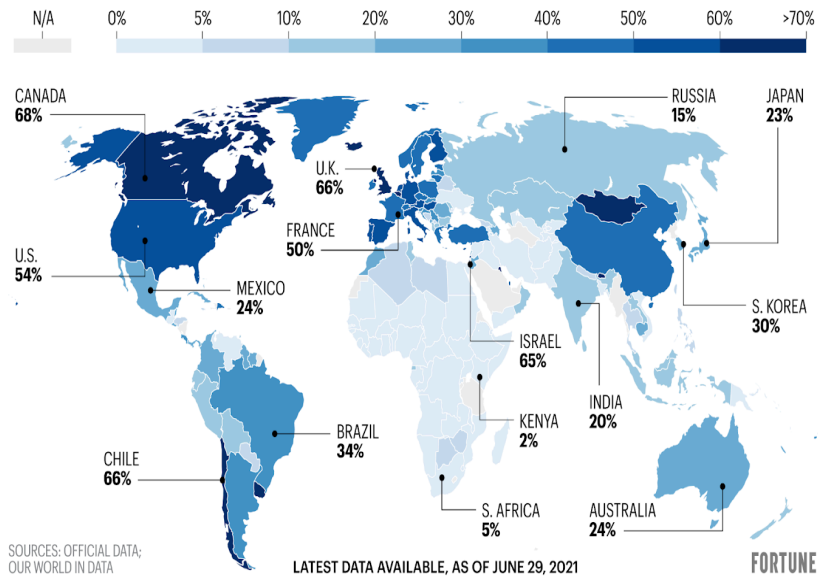 N/A 0% 5% 10% 20% 30% 40% 50% 60% >70%
CANADA
68%
RUSSIA
15%
JAPAN
23%
U.K.
66%
FRANCE
50%
U.S.
54%
MEXICO
24%
S. KOREA
30%
ISRAEL
65%
INDIA
20%
KENYA
2%
BRAZIL
34%
CHILE
66%
S. AFRICA
5%
AUSTRALIA
24%
SOURCES: OFFICIAL DATA;
OUR WORLD IN DATA
LATEST DATA AVAILABLE, AS OF JUNE 29, 2021
FORTUNE